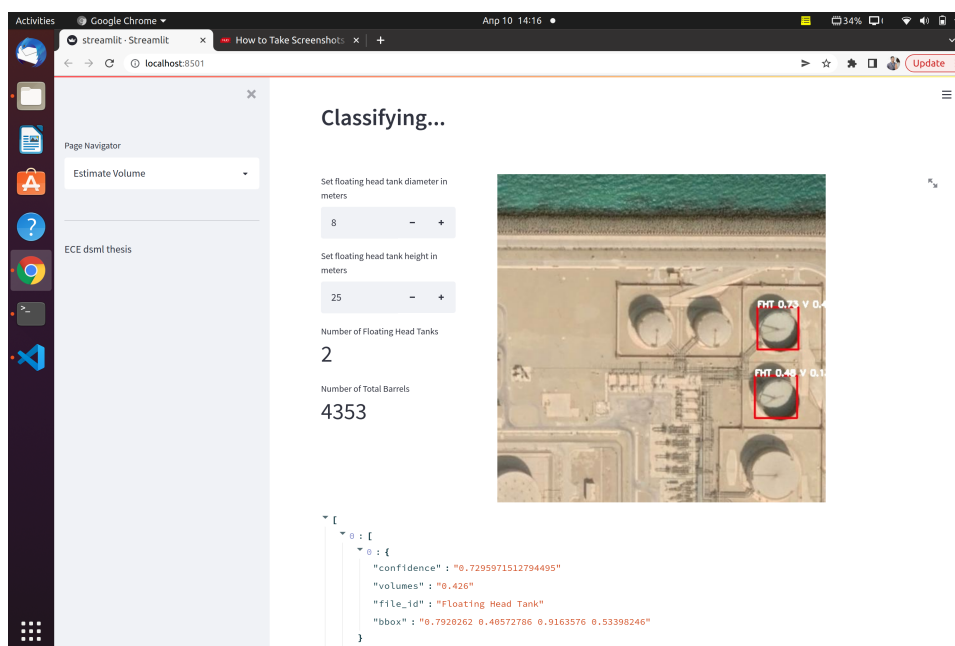 Activities
Google Chrome
Απρ 10 14:16
34%
streamlit · Streamlit
How to Take Screenshots
localhost:8501
Update
Page Navigator
Estimate Volume
ECE dsml thesis
Classifying...
Set floating head tank diameter in
meters
8
Set floating head tank height in
meters
25
Number of Floating Head Tanks
2
Number of Total Barrels
4353
FHT 0.73 V 0.4
FHT 0.48 V 0.1
[
0 : [
0 : {
"confidence" : "0.7295971512794495"
"volumes" : "0.426"
"file_id" : "Floating Head Tank"
"bbox" : "0.7920262 0.40572786 0.9163576 0.53398246"
}